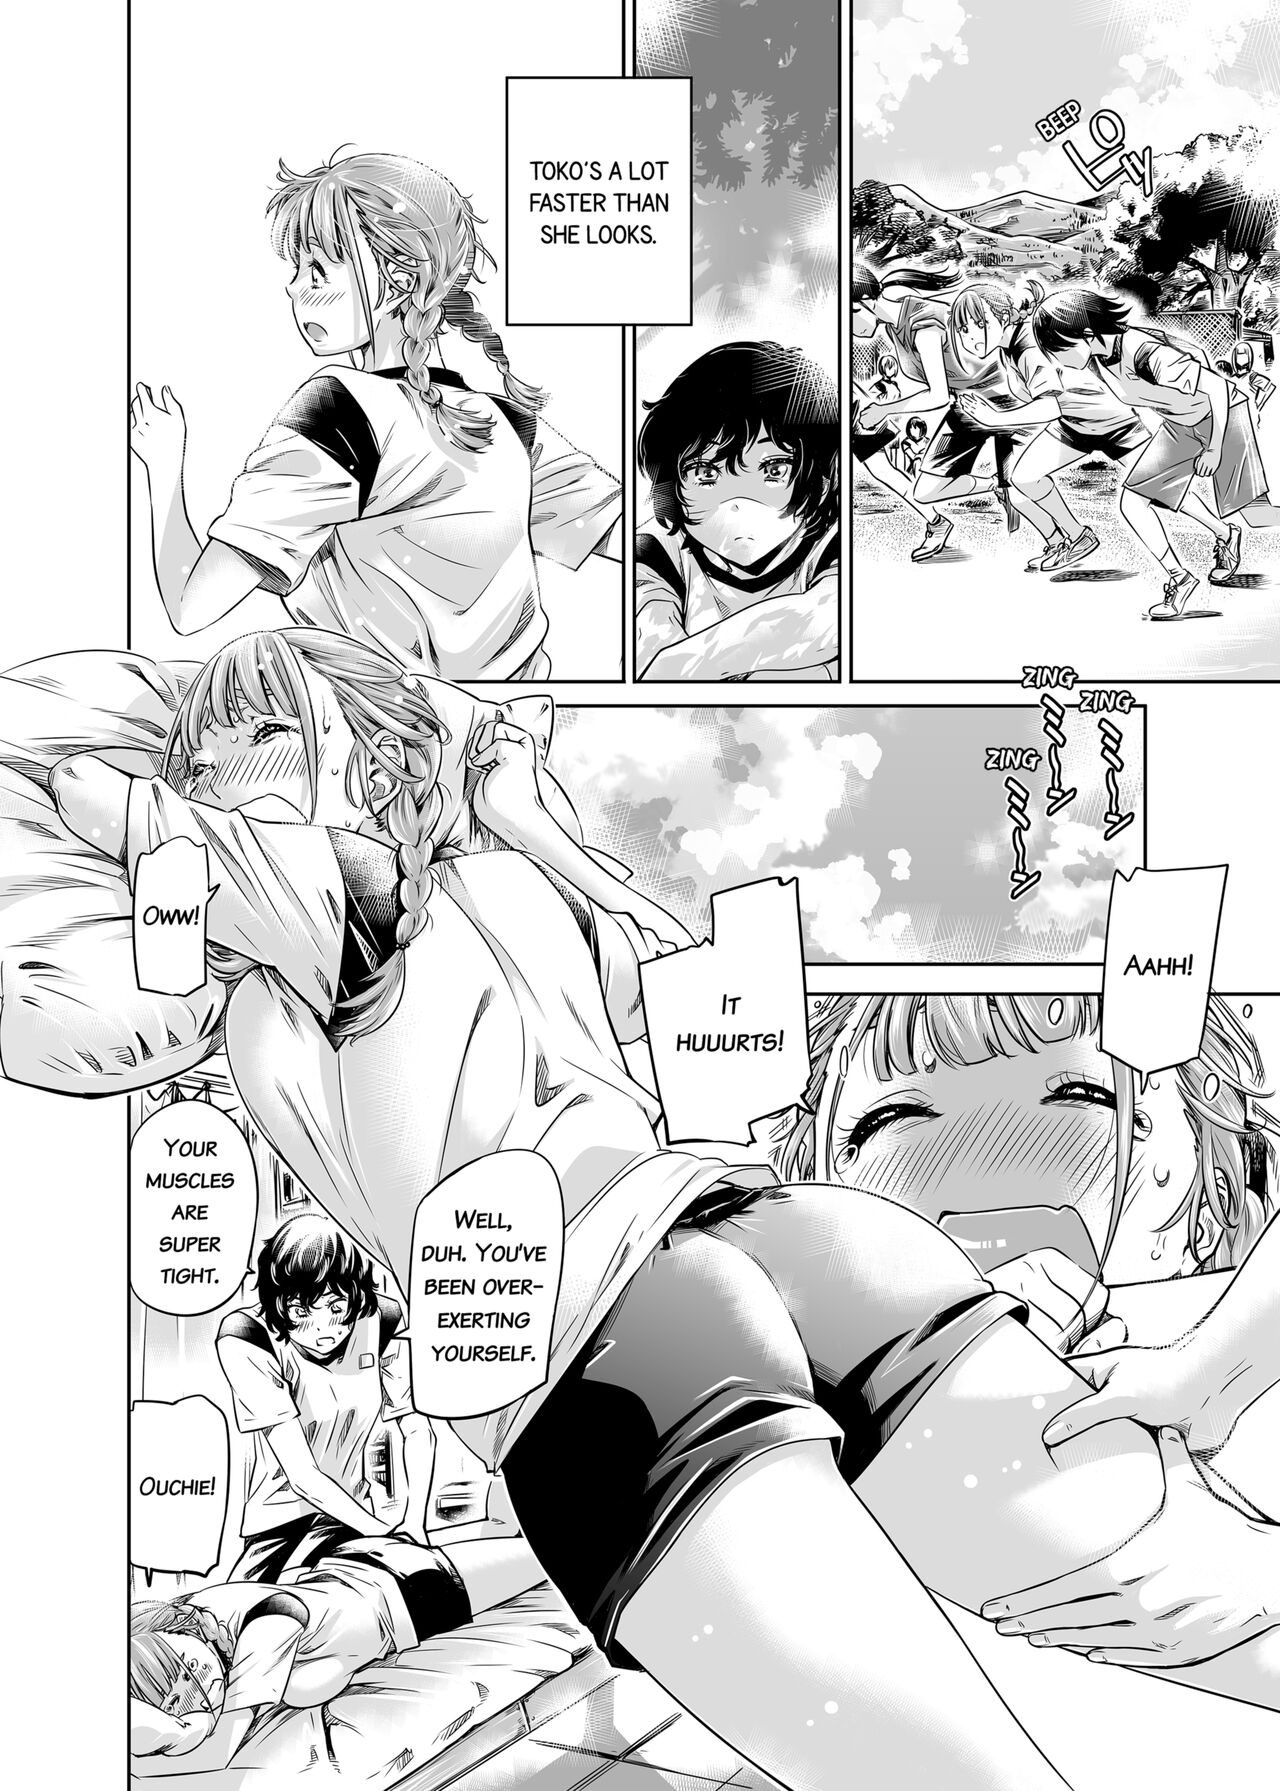 BEEP
TOKO'S A LOT
FASTER THAN
SHE LOOKS.
ZING
ZING
ZING
AAHH!
IT
HUUURTS!
OWW!
WELL,
DUH. YOU'VE
BEEN OVER-
EXERTING
YOURSELF.
YOUR
MUSCLES
ARE
SUPER
TIGHT.
OUCHIE!